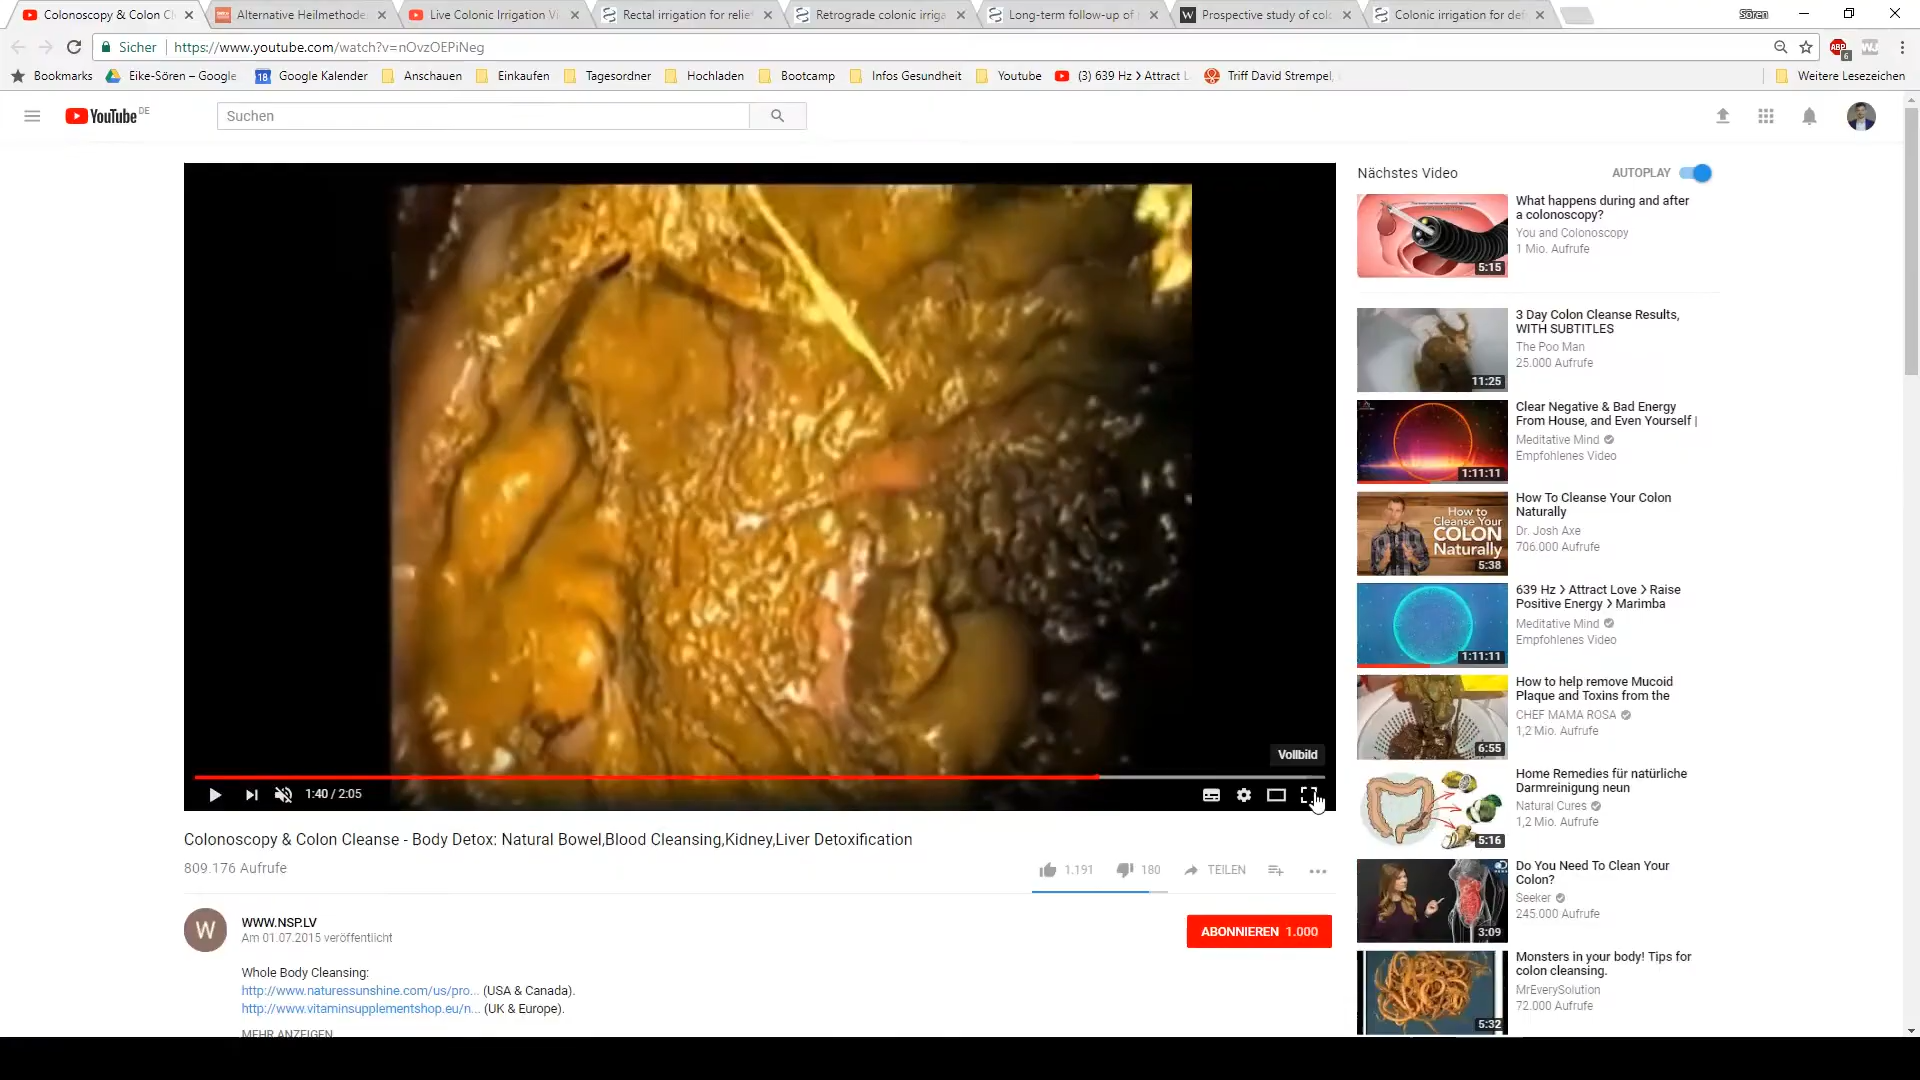 Colonoscopy & Colon Cl
Alternative Heilmethode
Live Colonic Irrigation Vi
Rectal irrigation for relie
Retrograde colonic irriga
Long-term follow-up of
Prospective study of col
Colonic irrigation for def
Sören
Sicher
https://www.youtube.com/watch?v=nOvzOEPiNeg
Bookmarks
Eike-Sören – Google
Google Kalender
Anschauen
Einkaufen
Tagesordner
Hochladen
Bootcamp
Infos Gesundheit
Youtube
(3) 639 Hz > Attract L
Triff David Strempel,
Weitere Lesezeichen
YouTube DE
Suchen
Vollbild
1:40 / 2:05
Colonoscopy & Colon Cleanse - Body Detox: Natural Bowel,Blood Cleansing,Kidney,Liver Detoxification
809.176 Aufrufe
1.191
180
TEILEN
W
WWW.NSP.LV
Am 01.07.2015 veröffentlicht
ABONNIEREN 1.000
Whole Body Cleansing:
http://www.naturessunshine.com/us/pro... (USA & Canada).
http://www.vitaminsupplementshop.eu/n... (UK & Europe).
MEHR ANZEIGEN
Nächstes Video
AUTOPLAY
What happens during and after
a colonoscopy?
You and Colonoscopy
1 Mio. Aufrufe
5:15
3 Day Colon Cleanse Results,
WITH SUBTITLES
The Poo Man
25.000 Aufrufe
11:25
Clear Negative & Bad Energy
From House, and Even Yourself |
Meditative Mind
Empfohlenes Video
1:11:11
How To Cleanse Your Colon
Naturally
Dr. Josh Axe
706.000 Aufrufe
How to
Cleanse Your
COLON
Naturally
5:38
639 Hz > Attract Love > Raise
Positive Energy > Marimba
Meditative Mind
Empfohlenes Video
1:11:11
How to help remove Mucoid
Plaque and Toxins from the
CHEF MAMA ROSA
1,2 Mio. Aufrufe
6:55
Home Remedies für natürliche
Darmreinigung neun
Natural Cures
1,2 Mio. Aufrufe
5:16
Do You Need To Clean Your
Colon?
Seeker
245.000 Aufrufe
3:09
Monsters in your body! Tips for
colon cleansing.
MrEverySolution
72.000 Aufrufe
5:32